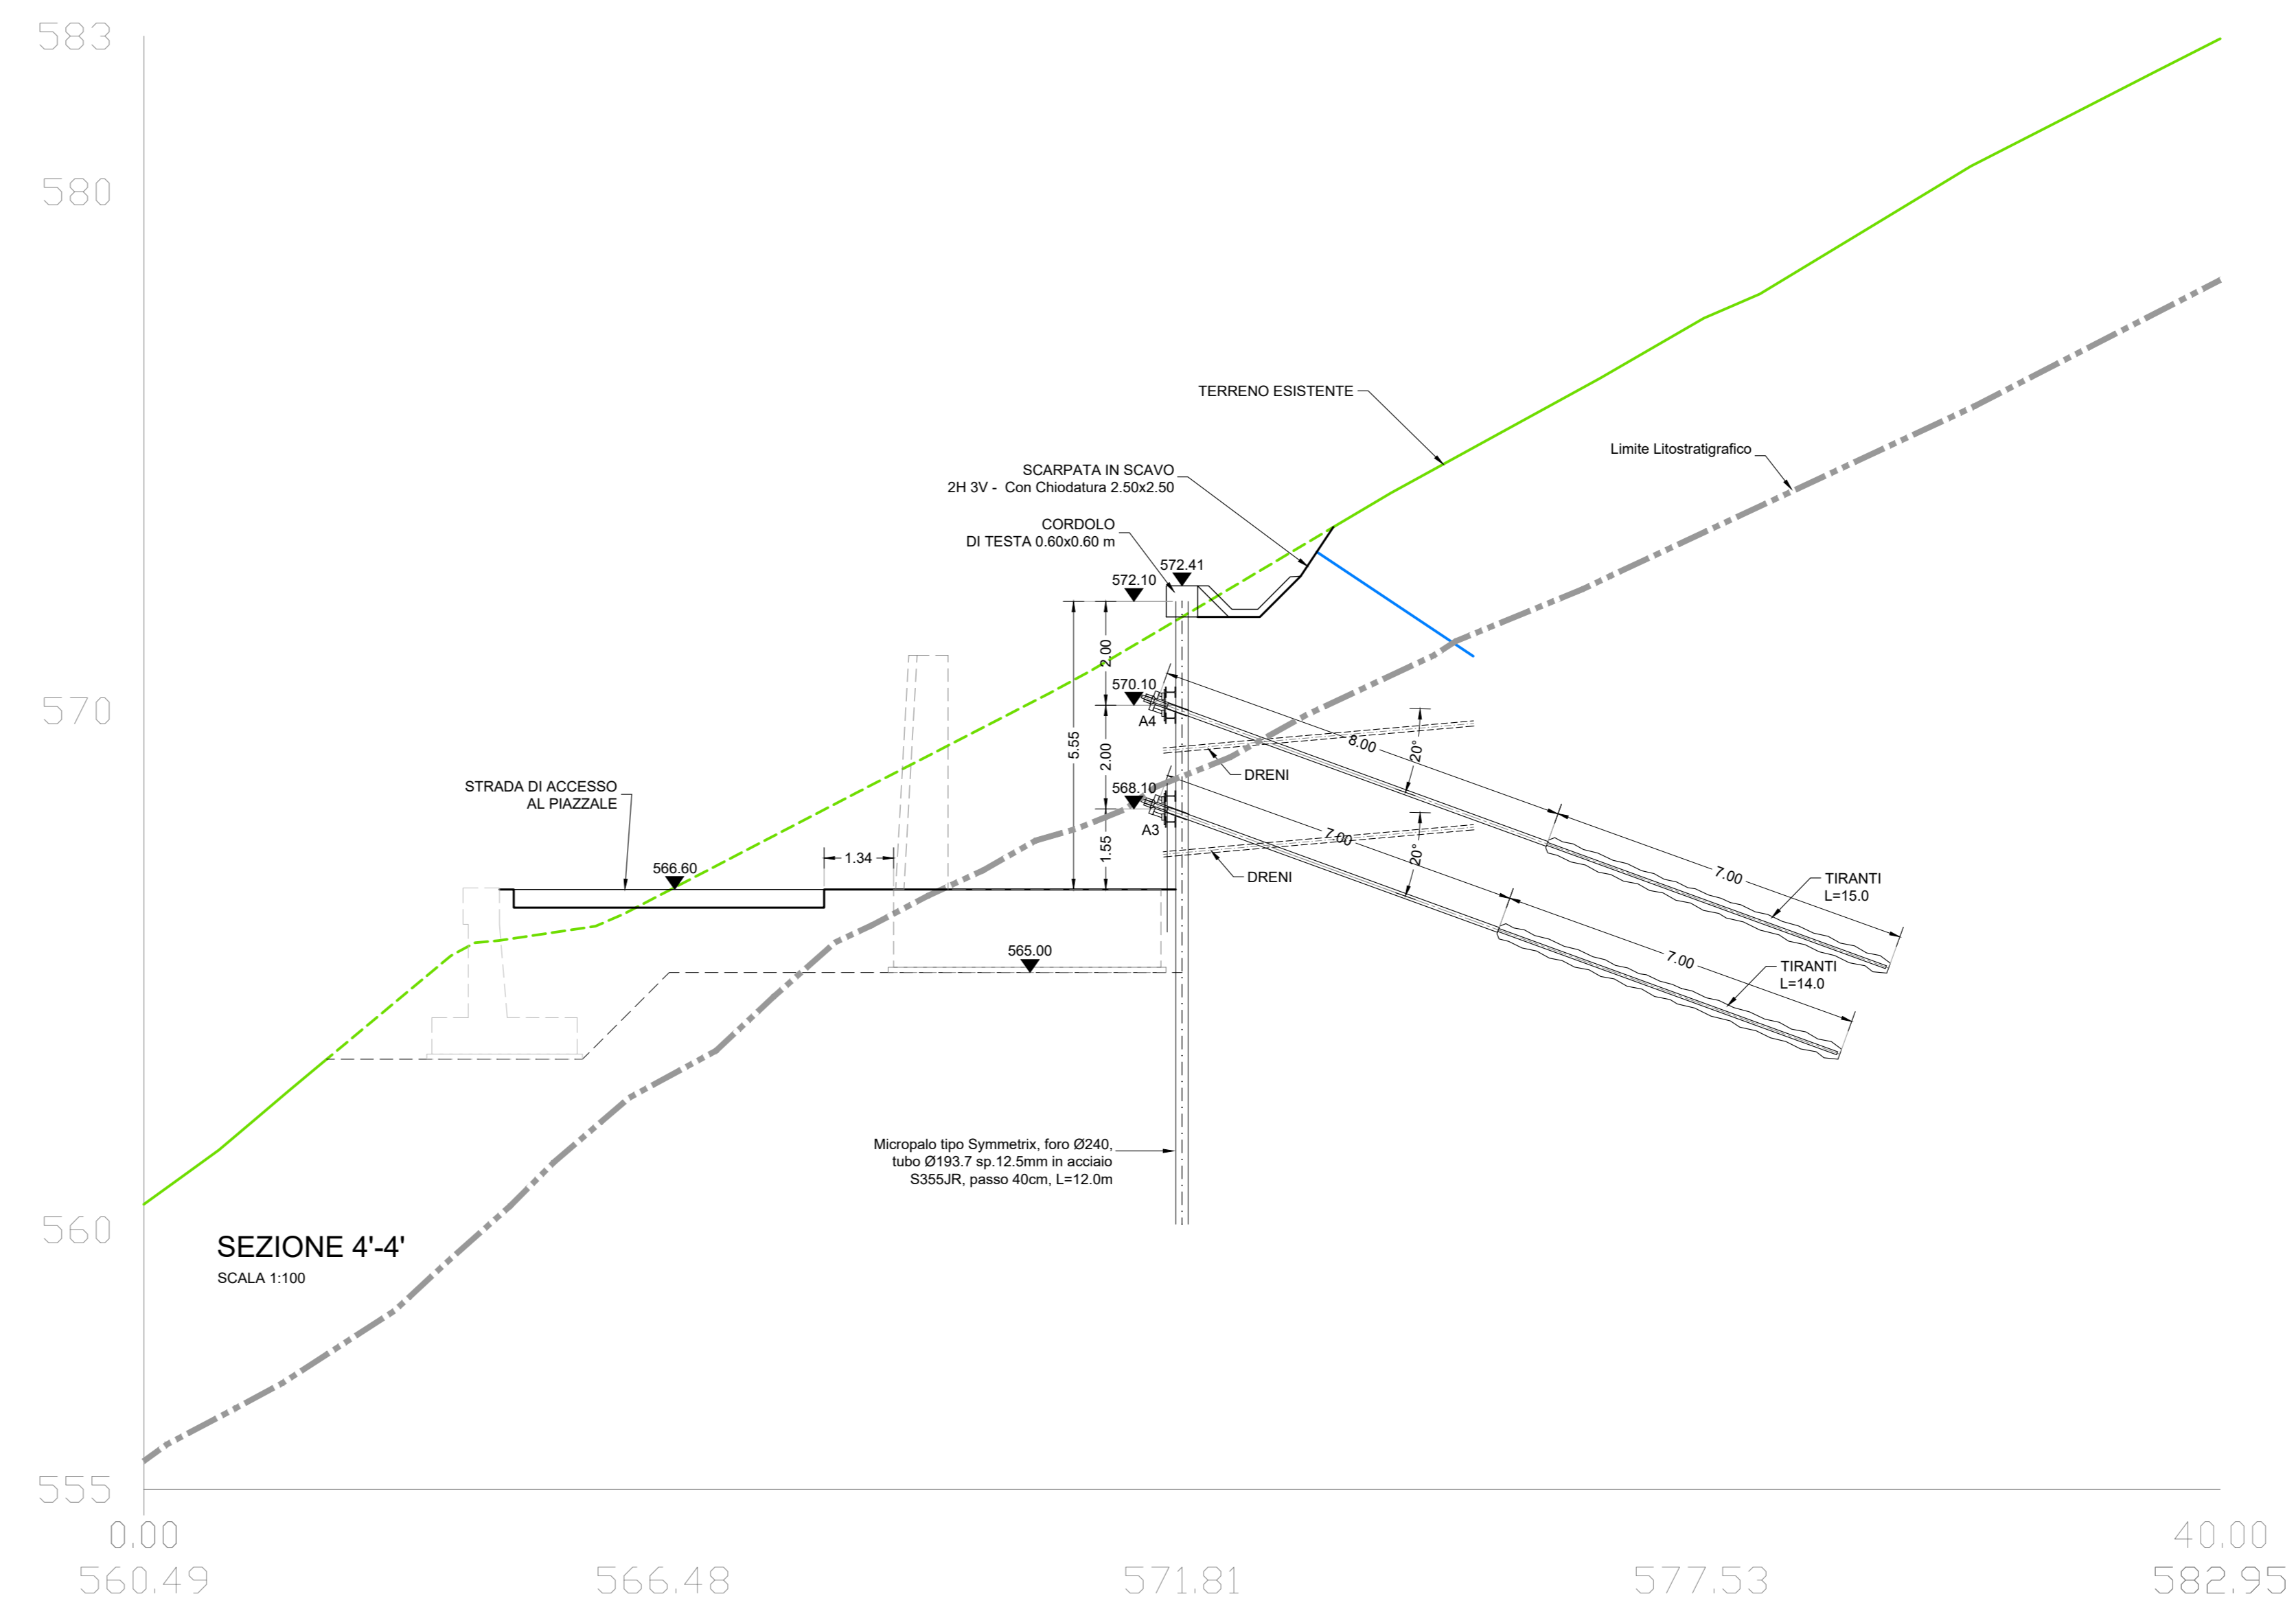 583
580
TERRENO ESISTENTE
Limite Litostratigrafico
SCARPATA IN SCAVO
2H 3V - Con Chiodatura 2.50x2.50
CORDOLO
DI TESTA 0.60x0.60 m
572.41
572.10
2.00
570.10
570
A4
8.00
20°
5.55
2.00
DRENI
STRADA DI ACCESSO
AL PIAZZALE
568.10
A3
7.00
20°
1.55
1.34
566.60
DRENI
7.00
TIRANTI
L=15.0
565.00
7.00
TIRANTI
L=14.0
Micropalo tipo Symmetrix, foro Ø240,
tubo Ø193.7 sp.12.5mm in acciaio
S355JR, passo 40cm, L=12.0m
560
SEZIONE 4'-4'
SCALA 1:100
555
0.00
40.00
560.49
566.48
571.81
577.53
582.95